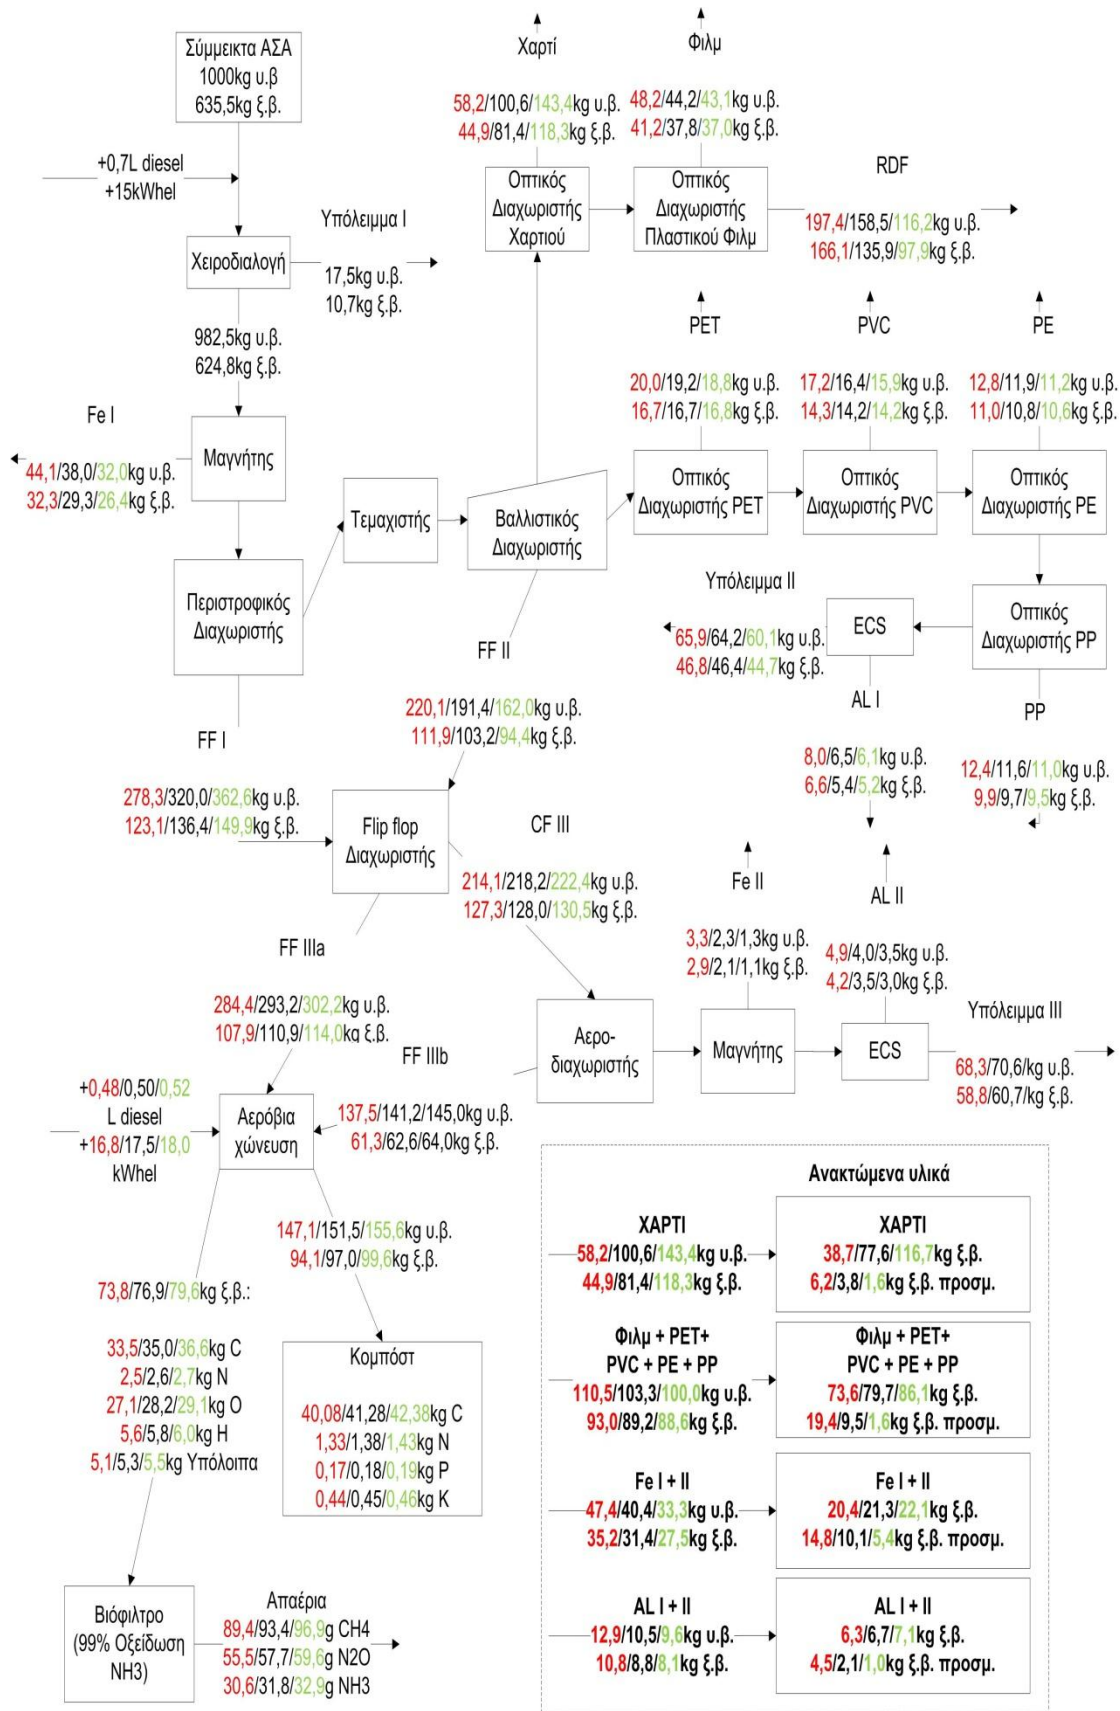 Σύμμεικτα ΑΣΑ
1000kg υ.β
635,5kg ξ.β.
+0,7L diesel
+15kWhel
Χειροδιαλογή
Υπόλειμμα Ι
17,5kg υ.β.
10,7kg ξ.β.
982,5kg υ.β.
624,8kg ξ.β.
Fe I
44,1/38,0/32,0kg υ.β.
32,3/29,3/26,4kg ξ.β.
Μαγνήτης
Περιστροφικός
Διαχωριστής
Τεμαχιστής
Βαλλιστικός
Διαχωριστής
Χαρτί
58,2/100,6/143,4kg υ.β.
44,9/81,4/118,3kg ξ.β.
Οπτικός
Διαχωριστής
Χαρτιού
Φιλμ
48,2/44,2/43,1kg υ.β.
41,2/37,8/37,0kg ξ.β.
Οπτικός
Διαχωριστής
Πλαστικού Φιλμ
RDF
197,4/158,5/116,2kg υ.β.
166,1/135,9/97,9kg ξ.β.
PET
20,0/19,2/18,8kg υ.β.
16,7/16,7/16,8kg ξ.β.
Οπτικός
Διαχωριστής PET
PVC
17,2/16,4/15,9kg υ.β.
14,3/14,2/14,2kg ξ.β.
Οπτικός
Διαχωριστής PVC
PE
12,8/11,9/11,2kg υ.β.
11,0/10,8/10,6kg ξ.β.
Οπτικός
Διαχωριστής PE
Οπτικός
Διαχωριστής PP
PP
12,4/11,6/11,0kg υ.β.
9,9/9,7/9,5kg ξ.β.
ECS
Υπόλειμμα ΙΙ
65,9/64,2/60,1kg υ.β.
46,8/46,4/44,7kg ξ.β.
AL I
8,0/6,5/6,1kg υ.β.
6,6/5,4/5,2kg ξ.β.
FF II
220,1/191,4/162,0kg υ.β.
111,9/103,2/94,4kg ξ.β.
FF I
278,3/320,0/362,6kg υ.β.
123,1/136,4/149,9kg ξ.β.
Flip flop
Διαχωριστής
CF III
214,1/218,2/222,4kg υ.β.
127,3/128,0/130,5kg ξ.β.
Fe II
3,3/2,3/1,3kg υ.β.
2,9/2,1/1,1kg ξ.β.
AL II
4,9/4,0/3,5kg υ.β.
4,2/3,5/3,0kg ξ.β.
Αερο-
διαχωριστής
Μαγνήτης
ECS
Υπόλειμμα ΙΙΙ
68,3/70,6/kg υ.β.
58,8/60,7/kg ξ.β.
FF IIIa
284,4/293,2/302,2kg υ.β.
107,9/110,9/114,0kg ξ.β.
FF IIIb
137,5/141,2/145,0kg υ.β.
61,3/62,6/64,0kg ξ.β.
+0,48/0,50/0,52
L diesel
+16,8/17,5/18,0
kWhel
Αερόβια
χώνευση
147,1/151,5/155,6kg υ.β.
94,1/97,0/99,6kg ξ.β.
73,8/76,9/79,6kg ξ.β.:
33,5/35,0/36,6kg C
2,5/2,6/2,7kg N
27,1/28,2/29,1kg O
5,6/5,8/6,0kg H
5,1/5,3/5,5kg Υπόλοιπα
Κομπόστ
40,08/41,28/42,38kg C
1,33/1,38/1,43kg N
0,17/0,18/0,19kg P
0,44/0,45/0,46kg K
Βιόφιλτρο
(99% Οξείδωση
NH3)
Απαέρια
89,4/93,4/96,9g CH4
55,5/57,7/59,6g N2O
30,6/31,8/32,9g NH3
Ανακτώμενα υλικά
ΧΑΡΤΙ
58,2/100,6/143,4kg υ.β.
44,9/81,4/118,3kg ξ.β.
ΧΑΡΤΙ
38,7/77,6/116,7kg ξ.β.
6,2/3,8/1,6kg ξ.β. προσμ.
Φιλμ + PET+
PVC + PE + PP
110,5/103,3/100,0kg υ.β.
93,0/89,2/88,6kg ξ.β.
Φιλμ + PET+
PVC + PE + PP
73,6/79,7/86,1kg ξ.β.
19,4/9,5/1,6kg ξ.β. προσμ.
Fe I + II
47,4/40,4/33,3kg υ.β.
35,2/31,4/27,5kg ξ.β.
Fe I + II
20,4/21,3/22,1kg ξ.β.
14,8/10,1/5,4kg ξ.β. προσμ.
AL I + II
12,9/10,5/9,6kg υ.β.
10,8/8,8/8,1kg ξ.β.
AL I + II
6,3/6,7/7,1kg ξ.β.
4,5/2,1/1,0kg ξ.β. προσμ.